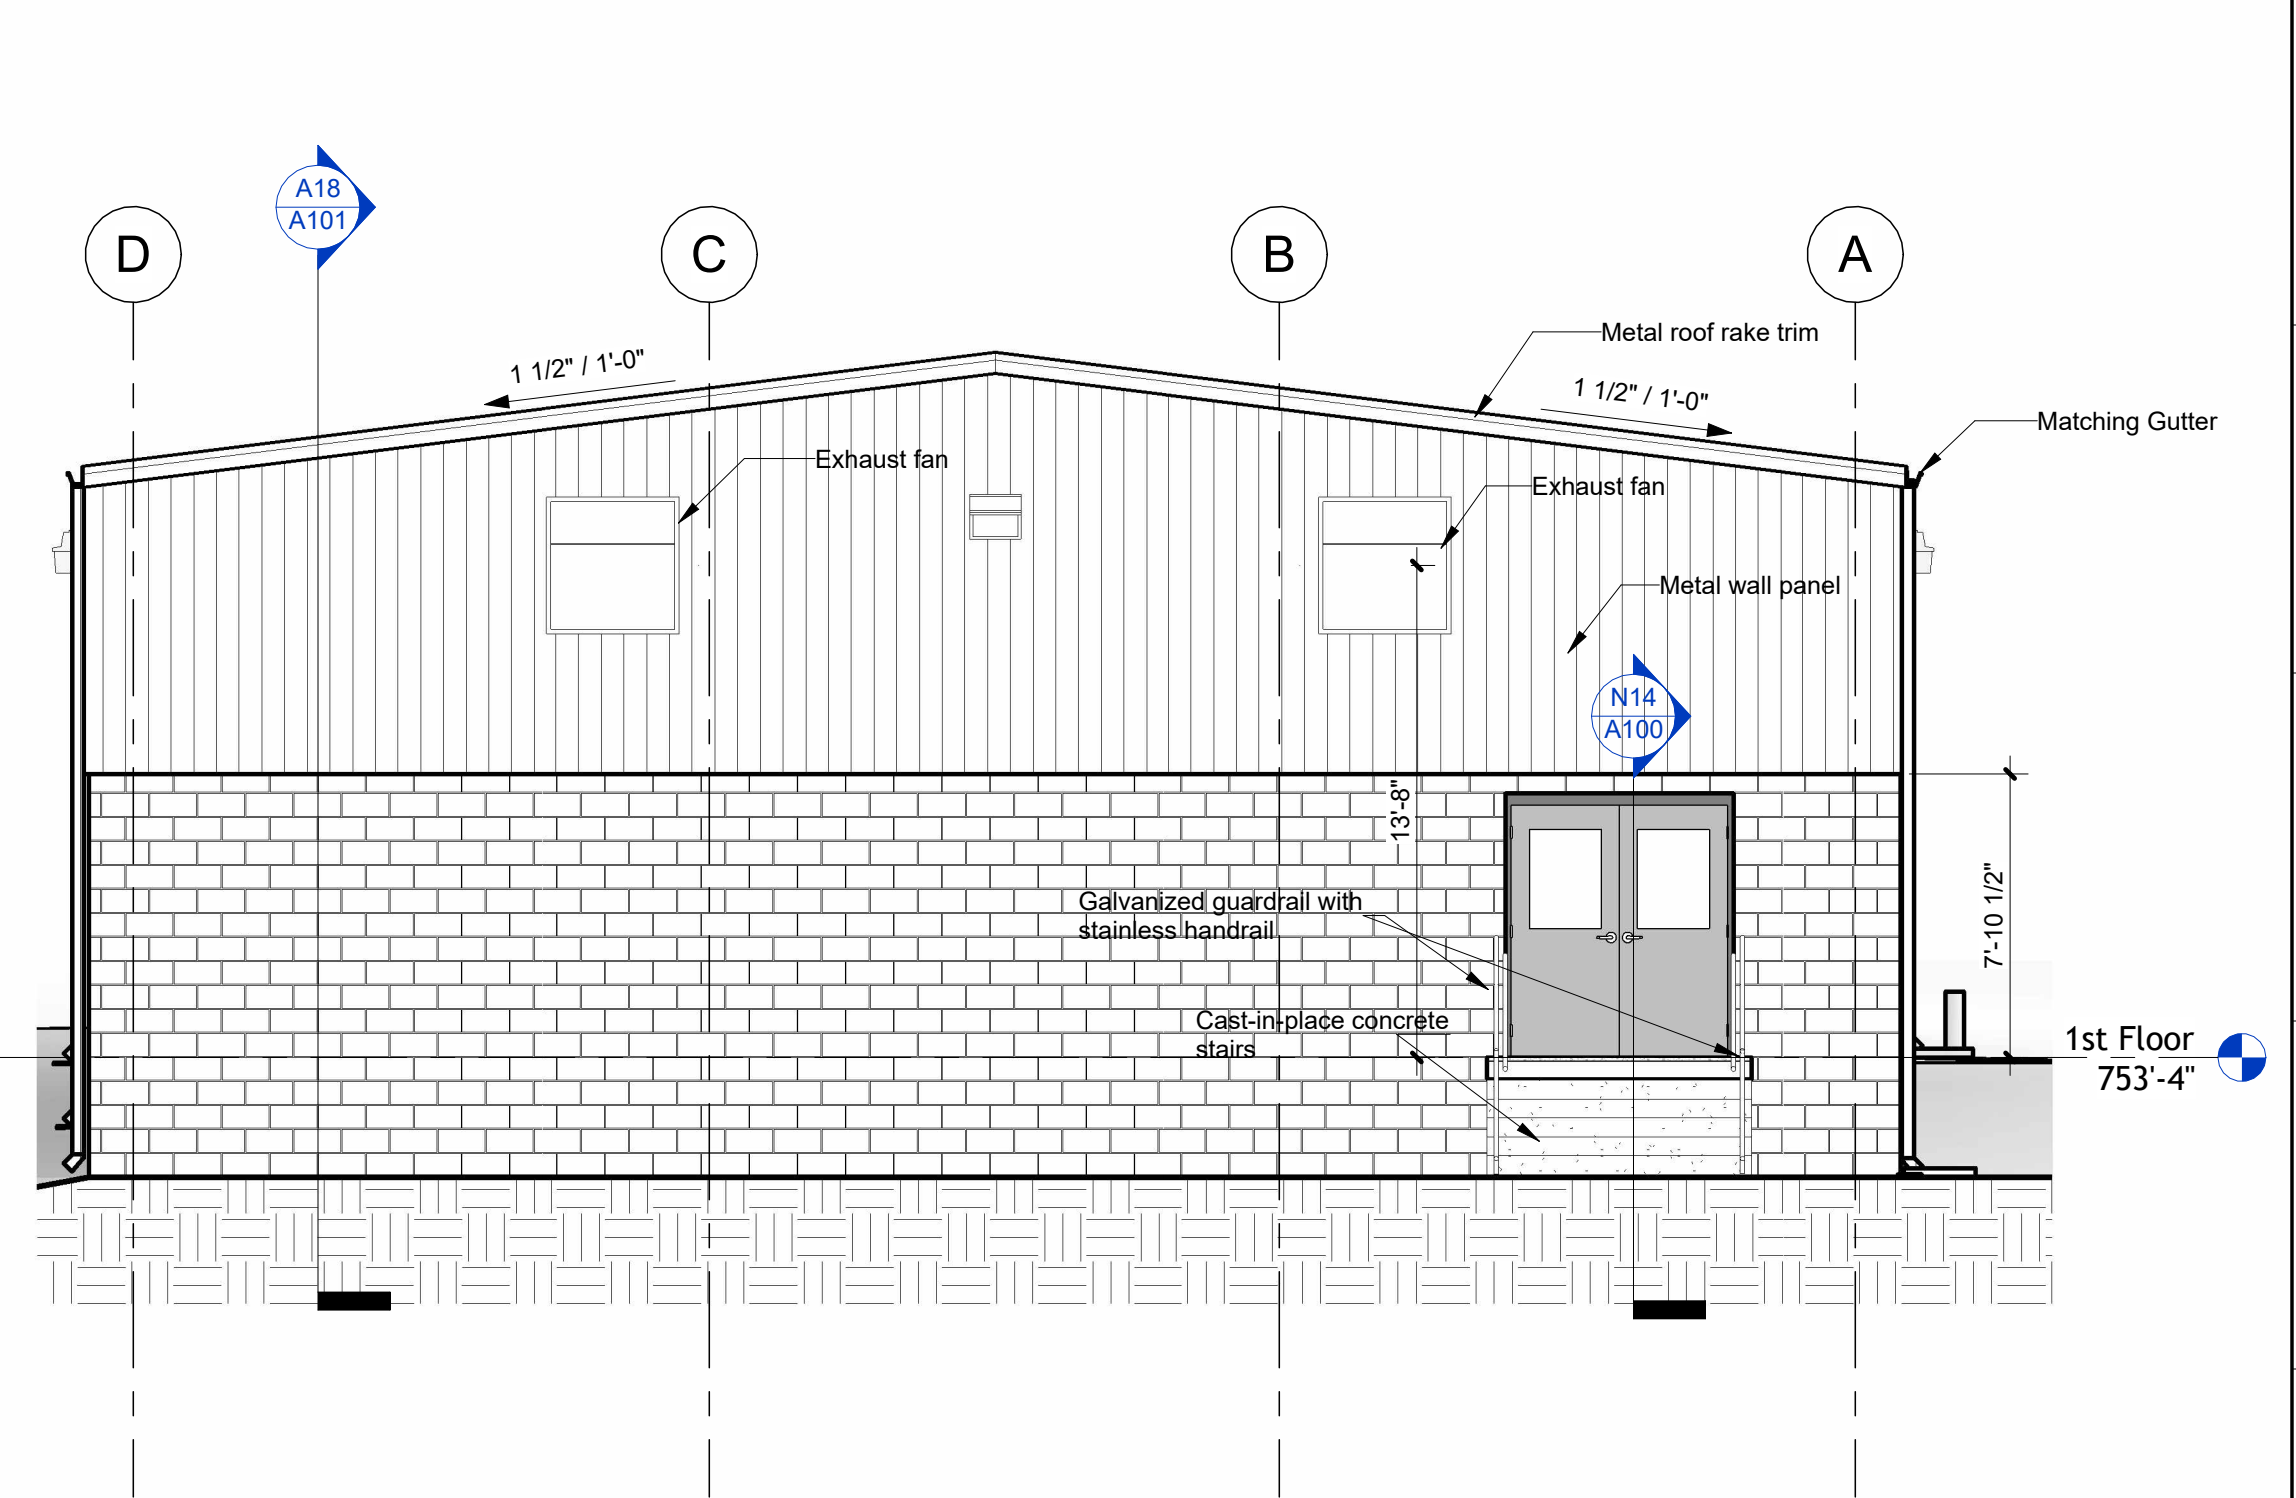 A18
A101
D
C
B
A
Metal roof rake trim
1 1/2" / 1'-0"
1 1/2" / 1'-0"
Matching Gutter
Exhaust fan
Exhaust fan
Metal wall panel
N14
A100
13'-8"
7'-10 1/2"
Galvanized guardrail with
stainless handrail
Cast-in-place concrete
stairs
1st Floor
753'-4"